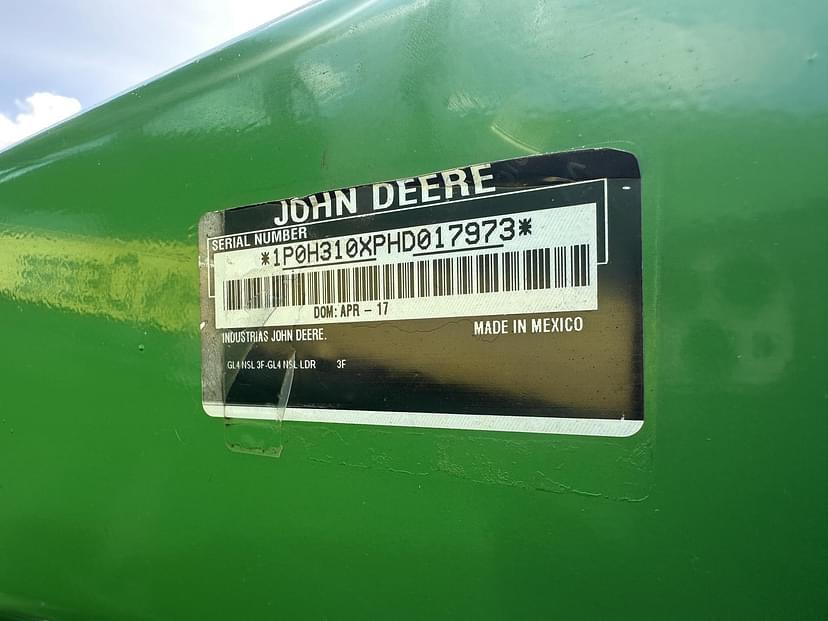 JOHN DEERE
SERIAL NUMBER
*1P0H310XPHD017973*
DOM: APR - 17
INDUSTRIAS JOHN DEERE. MADE IN MEXICO
GL4 NSL 3F-GL4 NSL LDR 3F